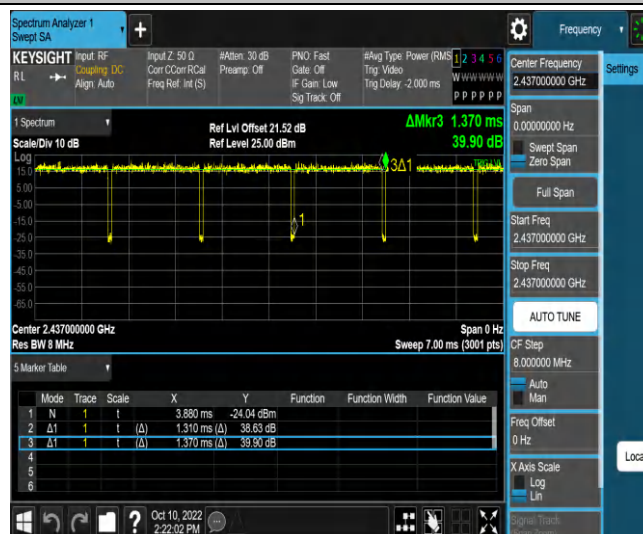 Spectrum Analyzer 1
Swept SA
+
Frequency
KEYSIGHT
RL
LXI
Input: RF
Coupling: DC
Align: Auto
Input Z: 50 Ω
Corr CCorr RCal
Freq Ref: Int (S)
#Atten: 30 dB
Preamp: Off
PNO: Fast
Gate: Off
IF Gain: Low
Sig Track: Off
#Avg Type: Power (RMS
Trig: Video
Trig Delay: -2.000 ms
1 2 3 4 5 6
W W W W W W
P P P P P P
1 Spectrum
Scale/Div 10 dB
Ref Lvl Offset 21.52 dB
Ref Level 25.00 dBm
ΔMkr3 1.370 ms
39.90 dB
Log
15.0
5.00
-5.00
-15.0
-25.0
-35.0
-45.0
-55.0
-65.0
3Δ1
TRIG LVL
1
Center 2.437000000 GHz
Res BW 8 MHz
Span 0 Hz
Sweep 7.00 ms (3001 pts)
5 Marker Table
Mode Trace Scale X Y Function Function Width Function Value
1 N 1 t 3.880 ms -24.04 dBm
2 Δ1 1 t (Δ) 1.310 ms (Δ) 38.63 dB
3 Δ1 1 t (Δ) 1.370 ms (Δ) 39.90 dB
4
5
6
?
Oct 10, 2022
2:22:02 PM
Center Frequency
2.437000000 GHz
Settings
Span
0.00000000 Hz
Swept Span
Zero Span
Full Span
Start Freq
2.437000000 GHz
Stop Freq
2.437000000 GHz
AUTO TUNE
CF Step
8.000000 MHz
Auto
Man
Freq Offset
0 Hz
X Axis Scale
Log
Lin
Signal Track
Loca